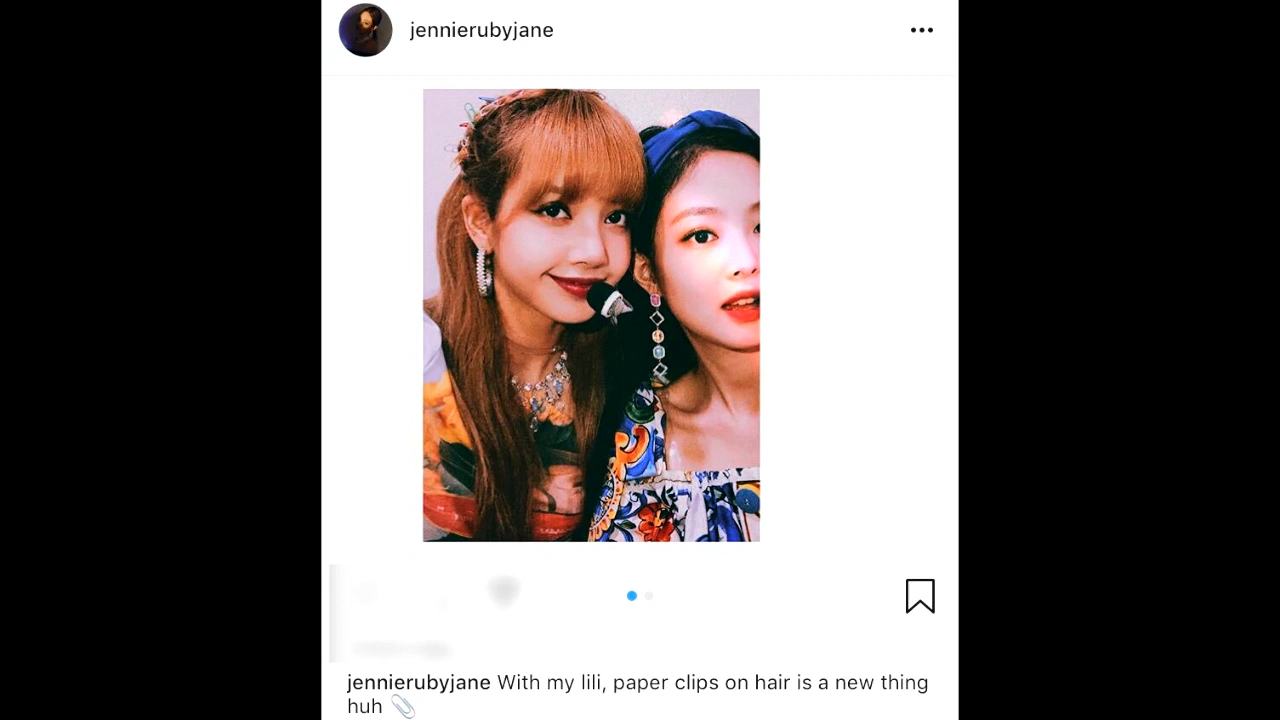 jennierubyjane
jennierubyjane With my lili, paper clips on hair is a new thing
huh 📎